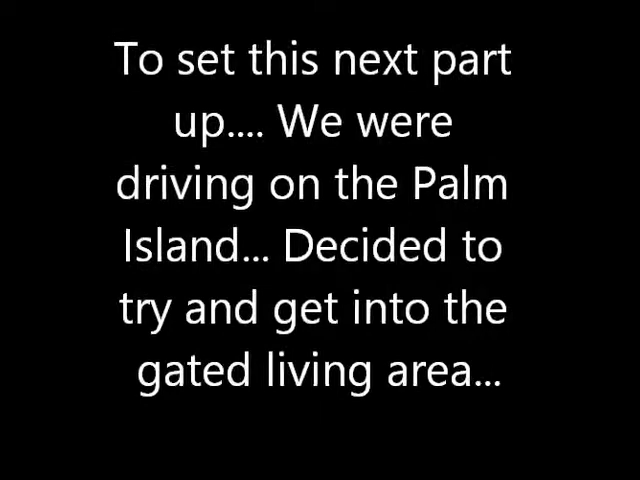 To set this next part
up.... We were
driving on the Palm
Island... Decided to
try and get into the
gated living area...